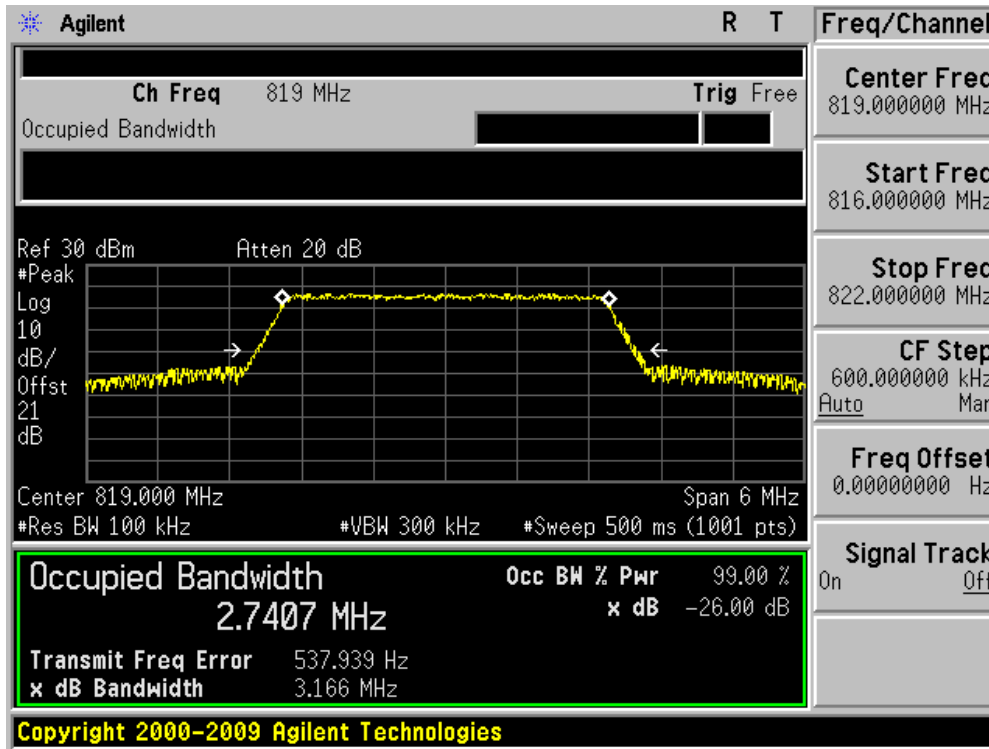 Agilent R T
Freq/Channel
Ch Freq 819 MHz Trig Free
Occupied Bandwidth
Center Freq
819.000000 MHz
Start Freq
816.000000 MHz
Stop Freq
822.000000 MHz
CF Step
600.000000 kHz
Auto Man
Freq Offset
0.00000000 Hz
Signal Track
On Off
Ref 30 dBm Atten 20 dB
#Peak
Log
10
dB/
Offst
21
dB
Center 819.000 MHz Span 6 MHz
#Res BW 100 kHz #VBW 300 kHz #Sweep 500 ms (1001 pts)
Occupied Bandwidth
2.7407 MHz
Occ BW % Pwr 99.00 %
x dB -26.00 dB
Transmit Freq Error 537.939 Hz
x dB Bandwidth 3.166 MHz
Copyright 2000-2009 Agilent Technologies